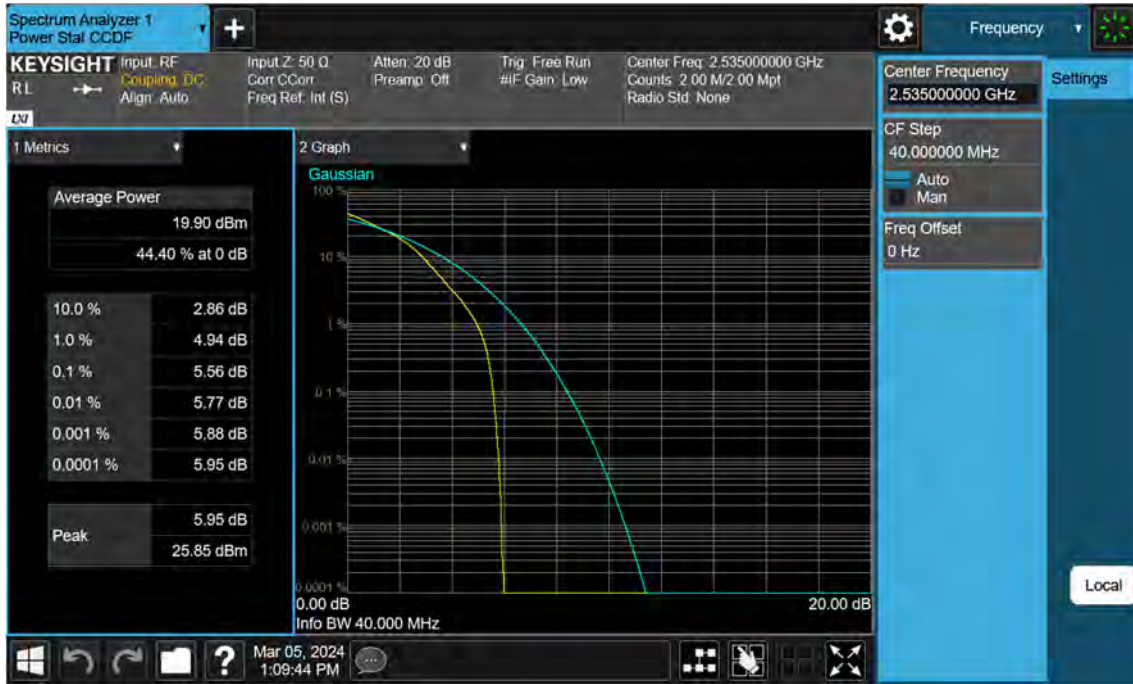 Spectrum Analyzer 1
Power Stat CCDF
+
Frequency
KEYSIGHT
Input: RF
Input Z: 50 Ω
Atten: 20 dB
Trig: Free Run
Center Freq: 2.535000000 GHz
RL
Coupling: DC
Corr CCorr
Preamp: Off
#IF Gain: Low
Counts: 2.00 M/2.00 Mpt
Align: Auto
Freq Ref: Int (S)
Radio Std: None
LXI
Center Frequency
2.535000000 GHz
Settings
CF Step
40.000000 MHz
Auto
Man
Freq Offset
0 Hz
1 Metrics
Average Power
19.90 dBm
44.40 % at 0 dB
10.0 % 2.86 dB
1.0 % 4.94 dB
0.1 % 5.56 dB
0.01 % 5.77 dB
0.001 % 5.88 dB
0.0001 % 5.95 dB
Peak
5.95 dB
25.85 dBm
2 Graph
Gaussian
100 %
10 %
1 %
0.1 %
0.01 %
0.001 %
0.0001 %
0.00 dB
20.00 dB
Info BW 40.000 MHz
Local
?
Mar 05, 2024
1:09:44 PM